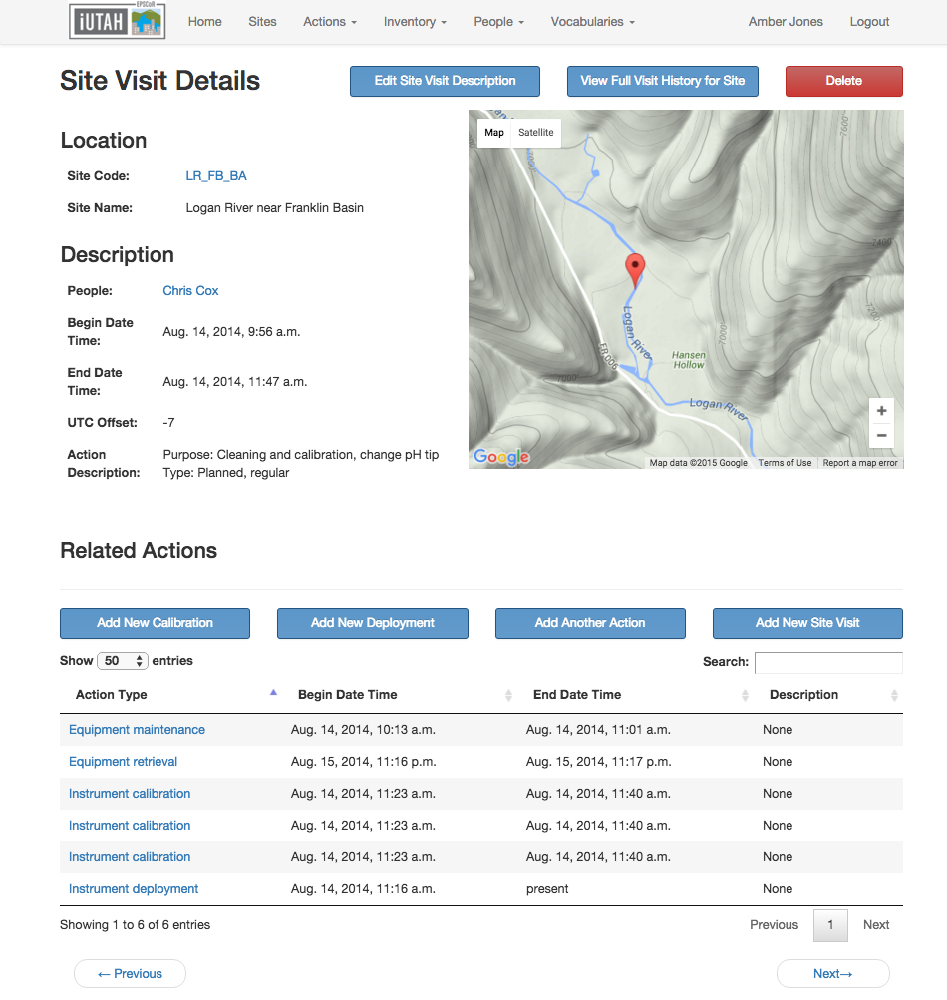 iUTAH EPSCoR Home Sites Actions Inventory People Vocabularies Amber Jones Logout
Site Visit Details
Edit Site Visit Description
View Full Visit History for Site
Delete
Location
Site Code: LR_FB_BA
Site Name: Logan River near Franklin Basin
Description
People: Chris Cox
Begin Date
Time:
Aug. 14, 2014, 9:56 a.m.
End Date
Time:
Aug. 14, 2014, 11:47 a.m.
UTC Offset: -7
Action
Description:
Purpose: Cleaning and calibration, change pH tip
Type: Planned, regular
Map Satellite
7600
7000
7400
7200
7000
7000
FB 006
Logan River
Hansen
Hollow
Logan River
+
−
Google
Map data ©2015 Google Terms of Use Report a map error
Related Actions
Add New Calibration
Add New Deployment
Add Another Action
Add New Site Visit
Show 50 entries
Search:
Action Type Begin Date Time End Date Time Description
Equipment maintenance Aug. 14, 2014, 10:13 a.m. Aug. 14, 2014, 11:01 a.m. None
Equipment retrieval Aug. 15, 2014, 11:16 p.m. Aug. 15, 2014, 11:17 p.m. None
Instrument calibration Aug. 14, 2014, 11:23 a.m. Aug. 14, 2014, 11:40 a.m. None
Instrument calibration Aug. 14, 2014, 11:23 a.m. Aug. 14, 2014, 11:40 a.m. None
Instrument calibration Aug. 14, 2014, 11:23 a.m. Aug. 14, 2014, 11:40 a.m. None
Instrument deployment Aug. 14, 2014, 11:16 a.m. present None
Showing 1 to 6 of 6 entries
Previous 1 Next
← Previous
Next→